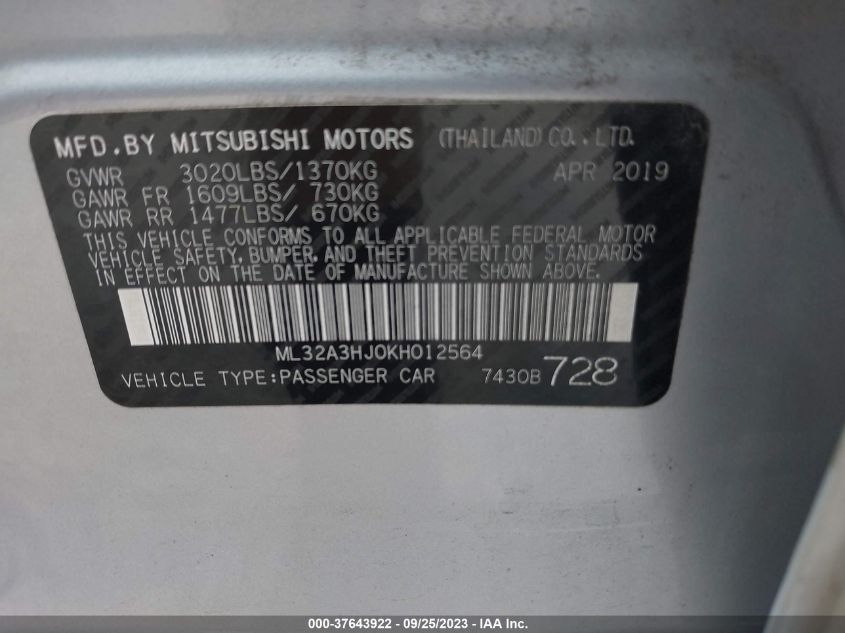 MFD.BY MITSUBISHI MOTORS (THAILAND) CO.,LTD.
GVWR 3020LBS/1370KG APR 2019
GAWR FR 1609LBS/ 730KG
GAWR RR 1477LBS/ 670KG
THIS VEHICLE CONFORMS TO ALL APPLICABLE FEDERAL MOTOR
VEHICLE SAFETY, BUMPER, AND THEFT PREVENTION STANDARDS
IN EFFECT ON THE DATE OF MANUFACTURE SHOWN ABOVE.
ML32A3HJ0KH012564
VEHICLE TYPE:PASSENGER CAR 7430B 728
000-37643922 - 09/25/2023 - IAA Inc.